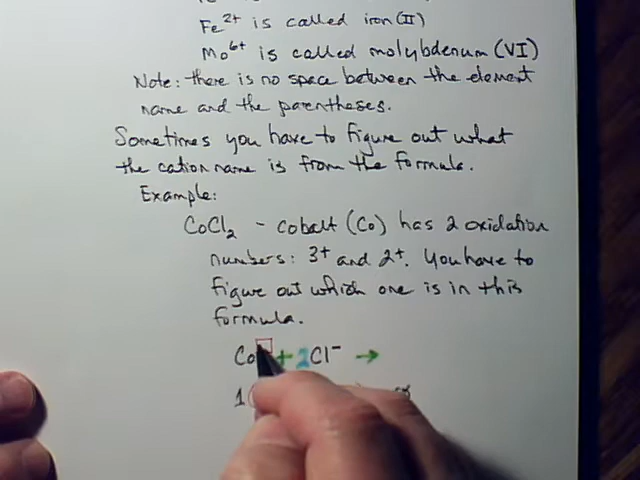 Fe²⁺ is called iron (II)
Mo⁶⁺ is called molybdenum (VI)
Note: there is no space between the element
name and the parentheses.
Sometimes you have to figure out what
the cation name is from the formula.
Example:
CoCl₂ - cobalt (Co) has 2 oxidation
numbers: 3⁺ and 2⁺. You have to
figure out which one is in this
formula.
Co + 2Cl⁻ →
1(